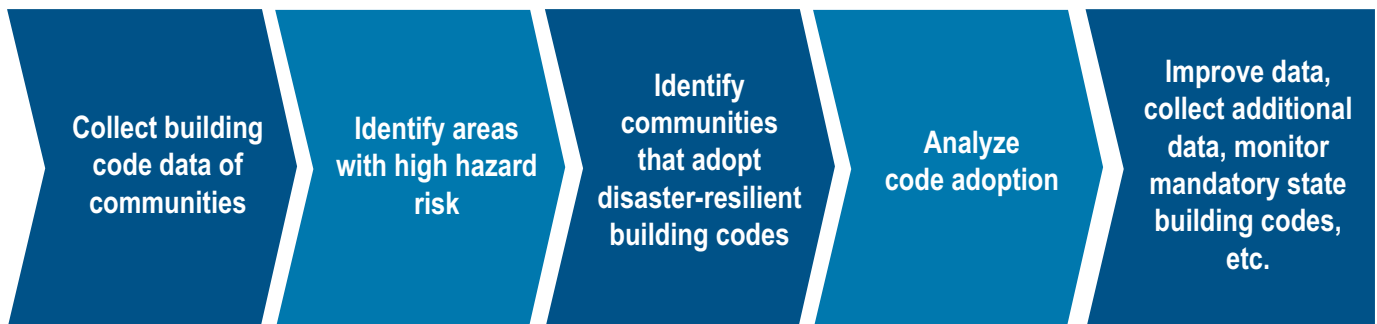 Collect building
code data of
communities
Identify areas
with high hazard
risk
Identify
communities
that adopt
disaster-resilient
building codes
Analyze
code adoption
Improve data,
collect additional
data, monitor
mandatory state
building codes,
etc.